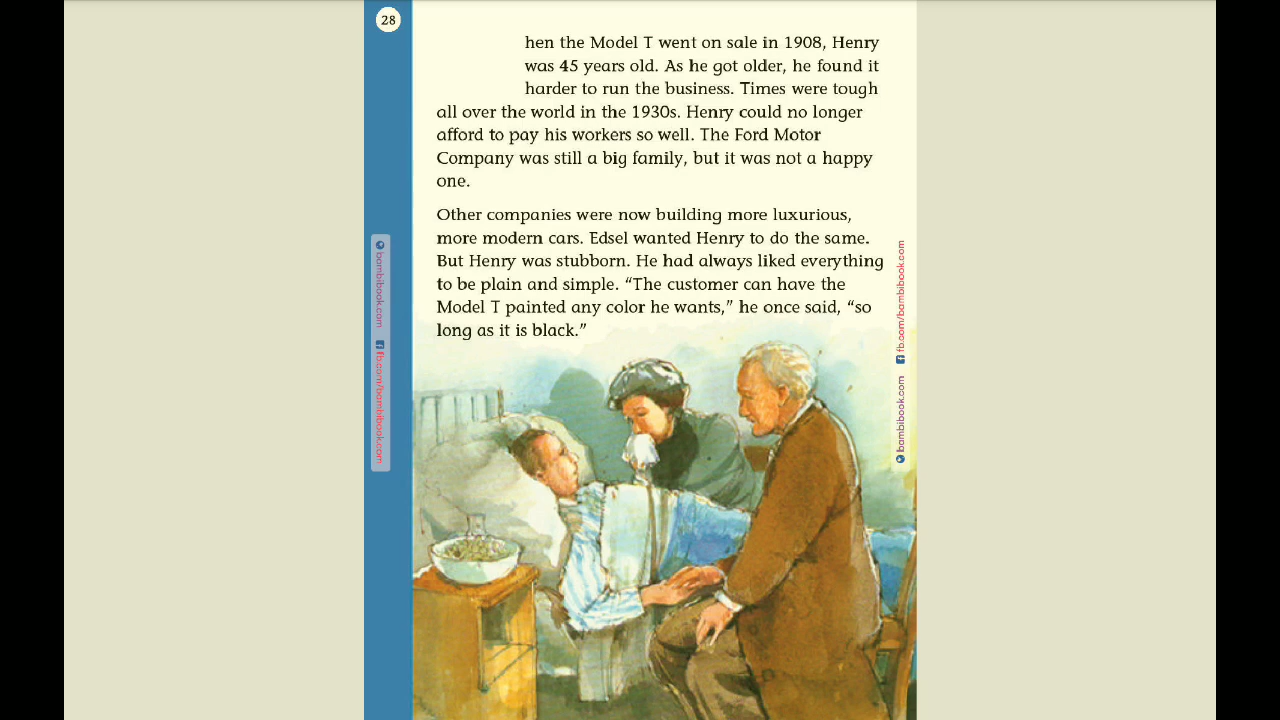 28
hen the Model T went on sale in 1908, Henry
was 45 years old. As he got older, he found it
harder to run the business. Times were tough
all over the world in the 1930s. Henry could no longer
afford to pay his workers so well. The Ford Motor
Company was still a big family, but it was not a happy
one.
Other companies were now building more luxurious,
more modern cars. Edsel wanted Henry to do the same.
But Henry was stubborn. He had always liked everything
to be plain and simple. “The customer can have the
Model T painted any color he wants,” he once said, “so
long as it is black.”
bambibook.com fb.com/bambibook.com
bambibook.com fb.com/bambibook.com